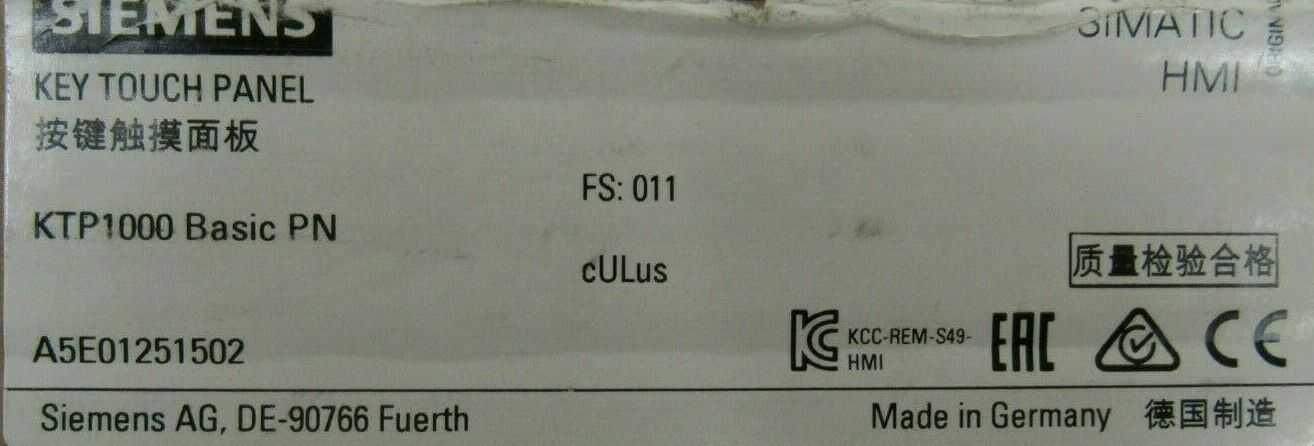 SIEMENS
SIMATIC
HMI
KEY TOUCH PANEL
按键触摸面板
FS: 011
KTP1000 Basic PN
cULus
质量检验合格
A5E01251502
KCC-REM-S49-
HMI
EAC
CE
Siemens AG, DE-90766 Fuerth
Made in Germany 德国制造